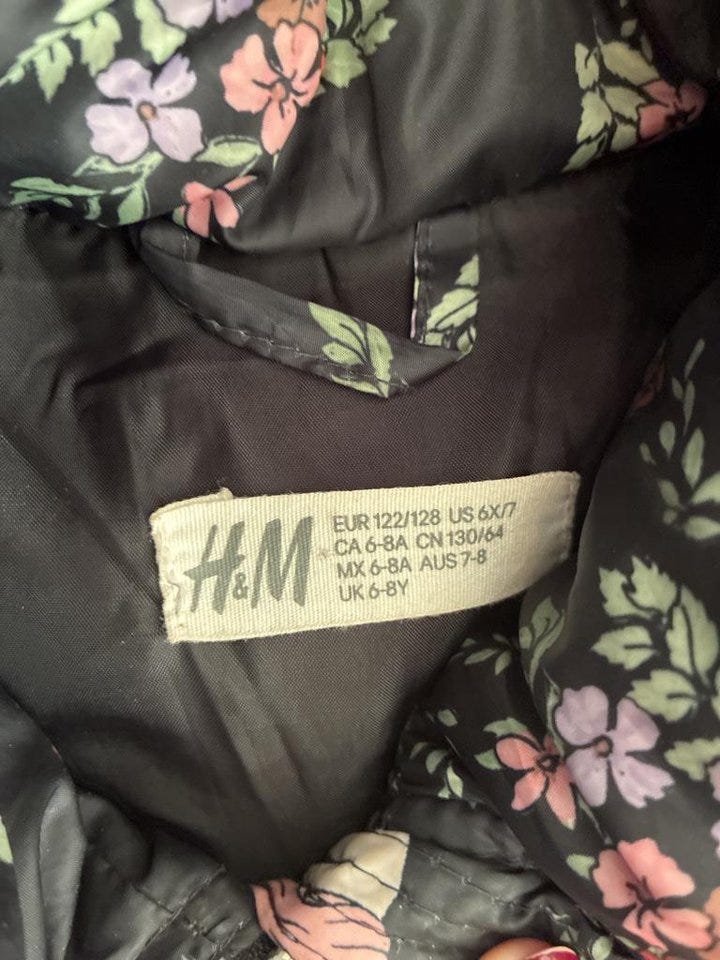 H&M
EUR 122/128 US 6X/7
CA 6-8A CN 130/64
MX 6-8A AUS 7-8
UK 6-8Y